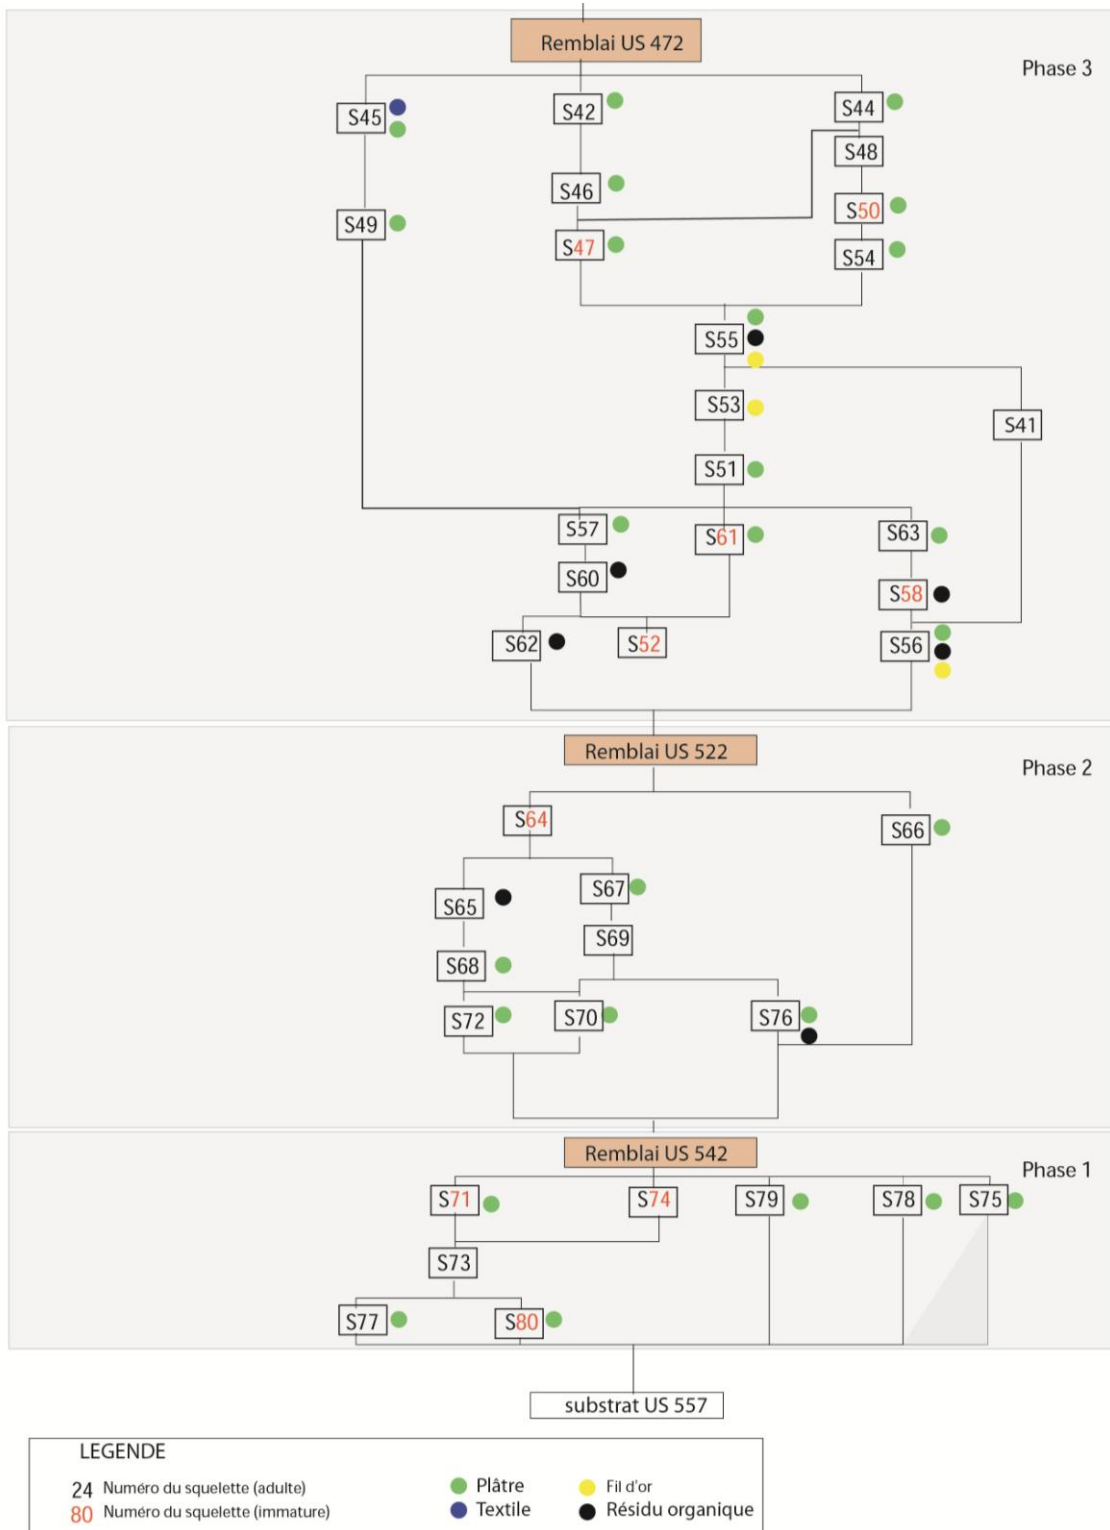 Remblai US 472
Phase 3
S45
S42
S44
S48
S46
S50
S49
S47
S54
S55
S53
S41
S51
S57
S61
S63
S60
S58
S62
S52
S56
Remblai US 522
Phase 2
S64
S66
S65
S67
S69
S68
S72
S70
S76
Remblai US 542
Phase 1
S71
S74
S79
S78
S75
S73
S77
S80
substrat US 557
LEGENDE
24 Numéro du squelette (adulte)
80 Numéro du squelette (immature)
Plâtre
Textile
Fil d'or
Résidu organique